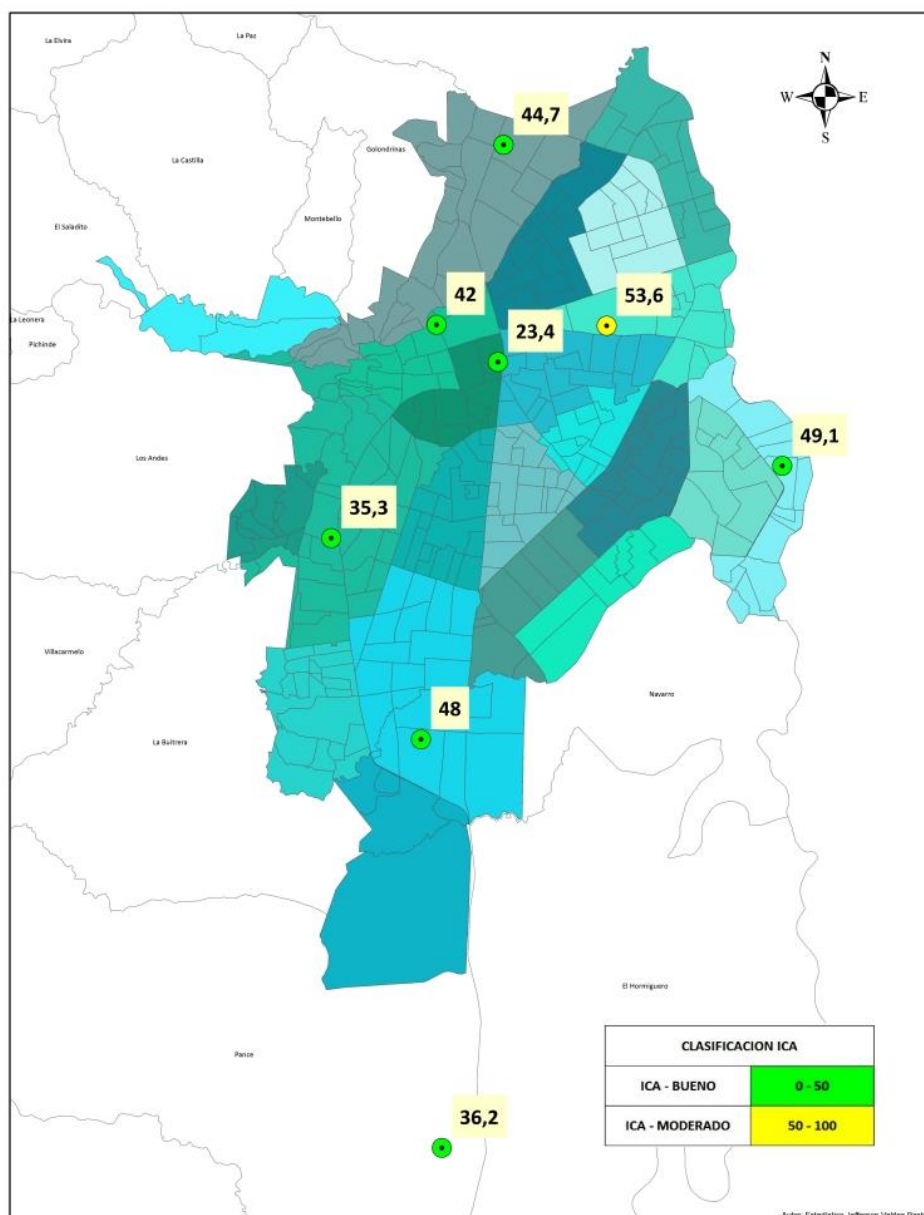 La Elvira
La Paz
N
W E
S
44,7
Golondrinas
La Castilla
Montebello
El Saladito
42
53,6
23,4
La Leonera
Pichinde
49,1
Los Andes
35,3
Villacarmelo
Navarro
48
La Buitrera
El Hormiguero
Pance
CLASIFICACION ICA
ICA - BUENO 0 - 50
ICA - MODERADO 50 - 100
36,2